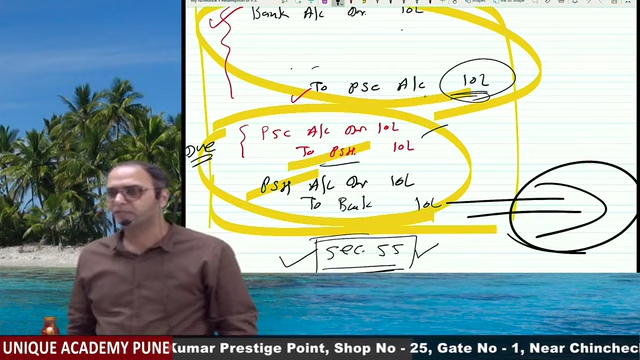 Bank A/c Dr 10L
To PSC A/c 10L
PSC A/c Dr 10L
To PSH 10L
PSH A/c Dr 10L
To Bank 10L
Sec. 55
UNIQUE ACADEMY PUNE
Kumar Prestige Point, Shop No - 25, Gate No - 1, Near Chinchec